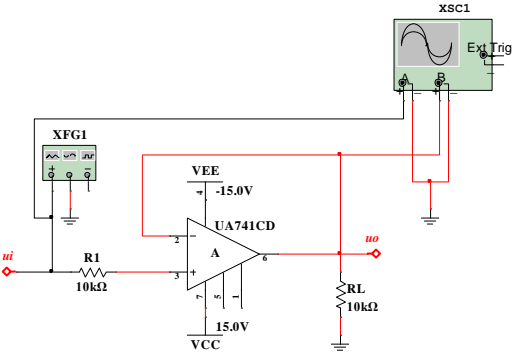 XSC1
Ext Trig
+
_
A
B
+
_
+
_
XFG1
+
−
VEE
-15.0V
4
UA741CD
2
−
A
6
uo
ui
R1
10kΩ
3
+
7
5
1
RL
10kΩ
15.0V
VCC